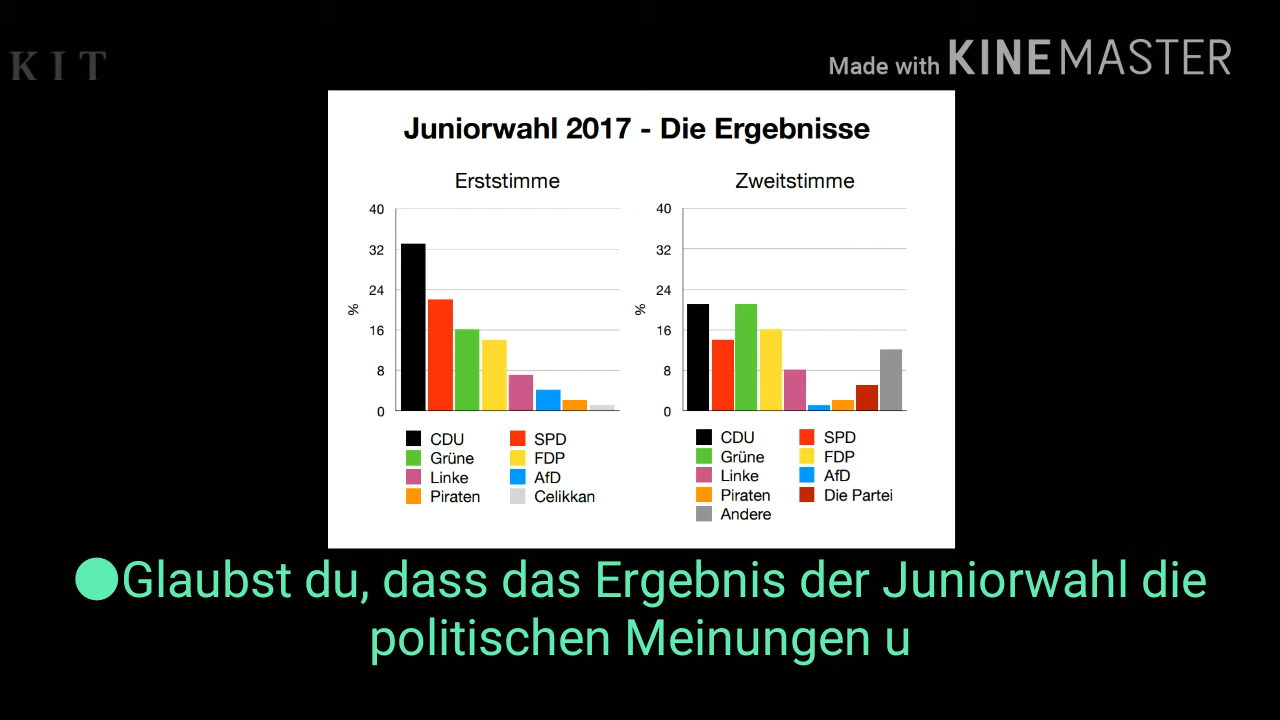 KIT
Made with KINEMASTER
Juniorwahl 2017 - Die Ergebnisse
Erststimme
40
32
24
16
8
0
%
CDU SPD
Grüne FDP
Linke AfD
Piraten Celikkan
Zweitstimme
40
32
24
16
8
0
%
CDU SPD
Grüne FDP
Linke AfD
Piraten Die Partei
Andere
●Glaubst du, dass das Ergebnis der Juniorwahl die
politischen Meinungen u